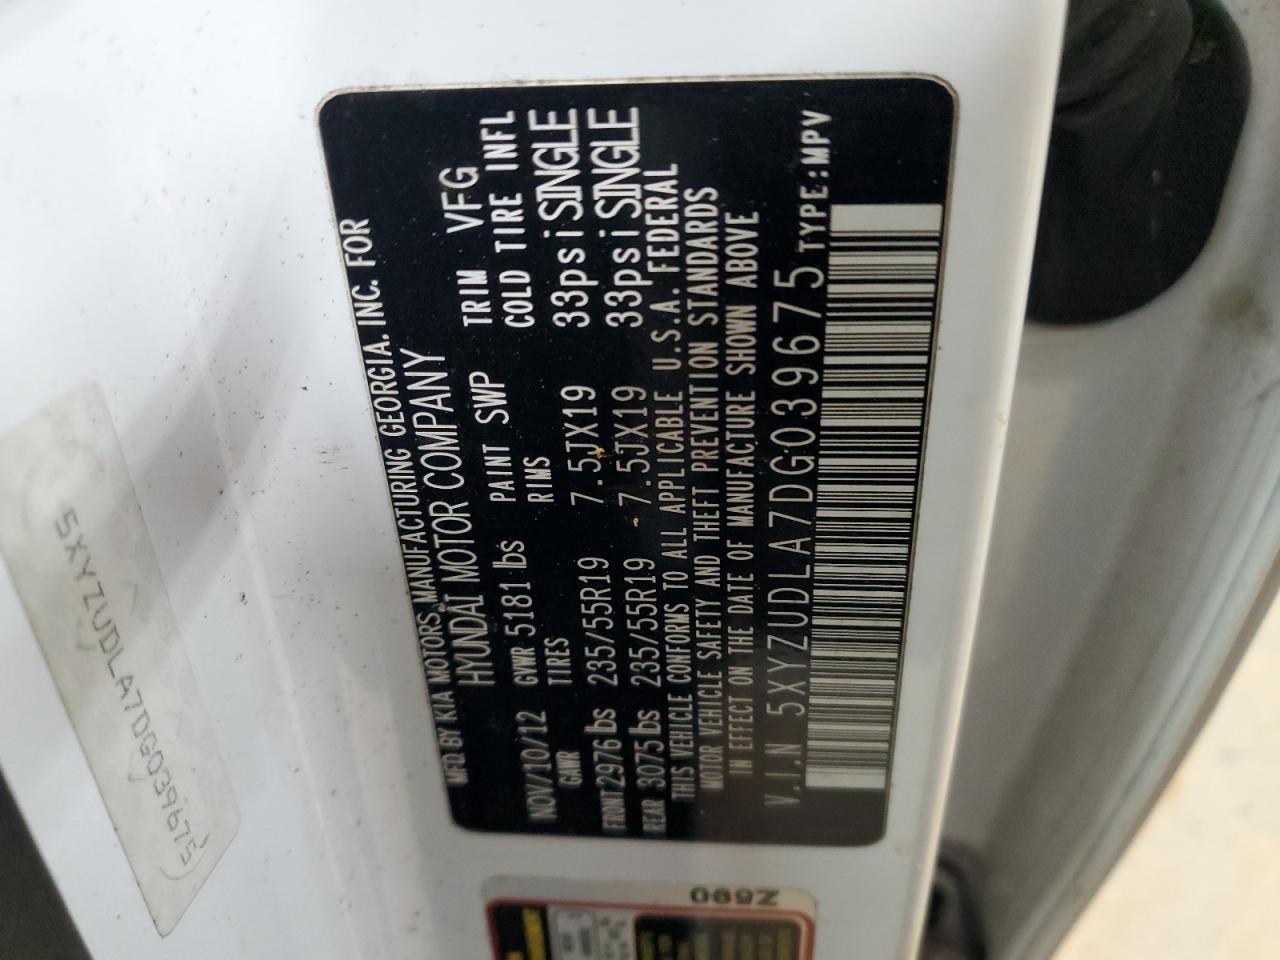 MFD BY KIA MOTORS MANUFACTURING GEORGIA. INC. FOR
HYUNDAI MOTOR COMPANY
NOV/10/12 GVWR 5181 lbs PAINT SWP TRIM VFG
GAWR TIRES RIMS COLD TIRE INFL
FRONT 2976 lbs 235/55R19 7.5JX19 33psi SINGLE
REAR 3075 lbs 235/55R19 7.5JX19 33psi SINGLE
THIS VEHICLE CONFORMS TO ALL APPLICABLE U.S.A. FEDERAL
MOTOR VEHICLE SAFETY AND THEFT PREVENTION STANDARDS
IN EFFECT ON THE DATE OF MANUFACTURE SHOWN ABOVE
V.I.N 5XYZUDLA7DG039675 TYPE:MPV
5XYZUDLA7DG039675
0692